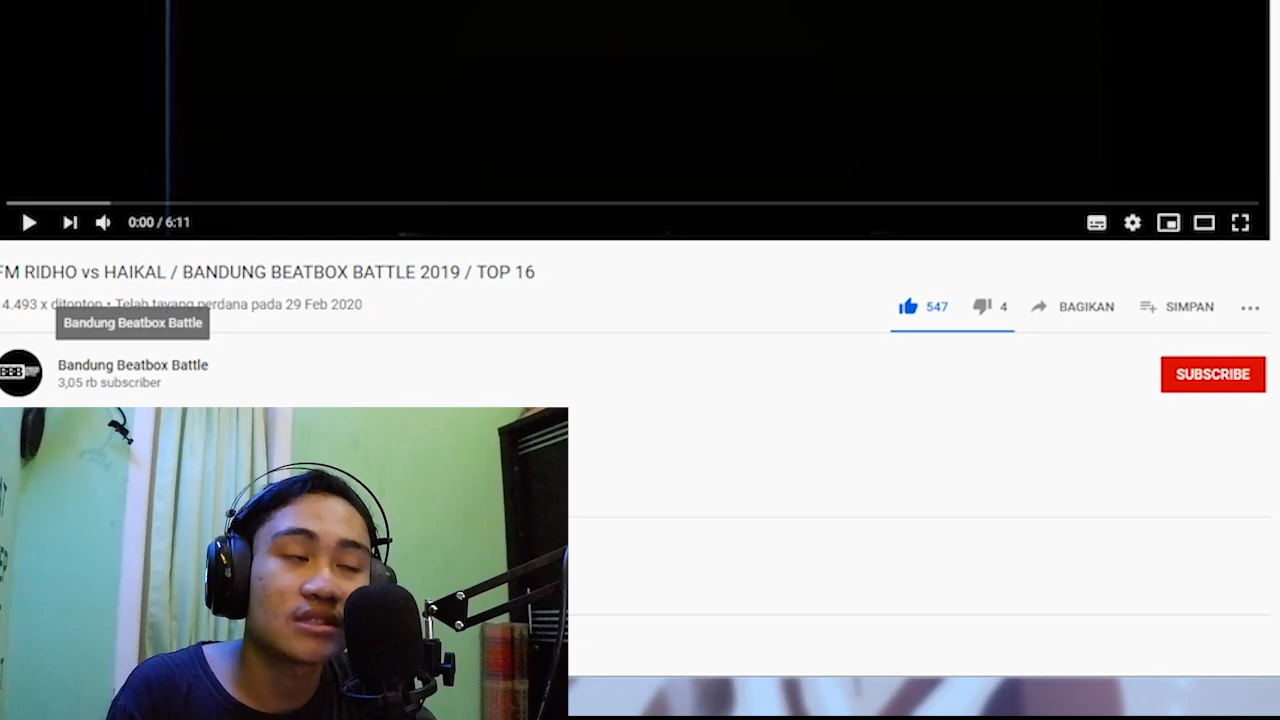 0:00 / 6:11
FM RIDHO vs HAIKAL / BANDUNG BEATBOX BATTLE 2019 / TOP 16
4.493 x ditonton • Telah tayang perdana pada 29 Feb 2020
547 4 BAGIKAN SIMPAN
Bandung Beatbox Battle
BBB
Bandung Beatbox Battle
3,05 rb subscriber
SUBSCRIBE